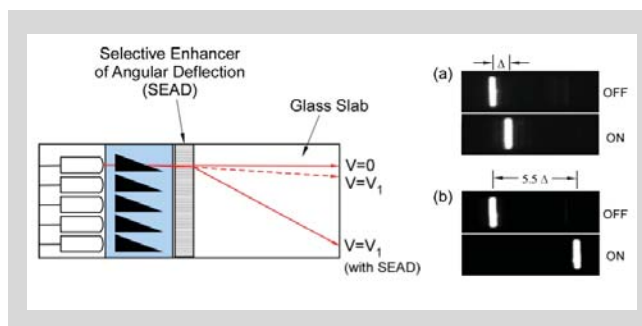 Selective Enhancer
of Angular Deflection
(SEAD)
Glass Slab
V=0
V=V₁
V=V₁
(with SEAD)
(a)
Δ
OFF
ON
(b)
5.5 Δ
OFF
ON